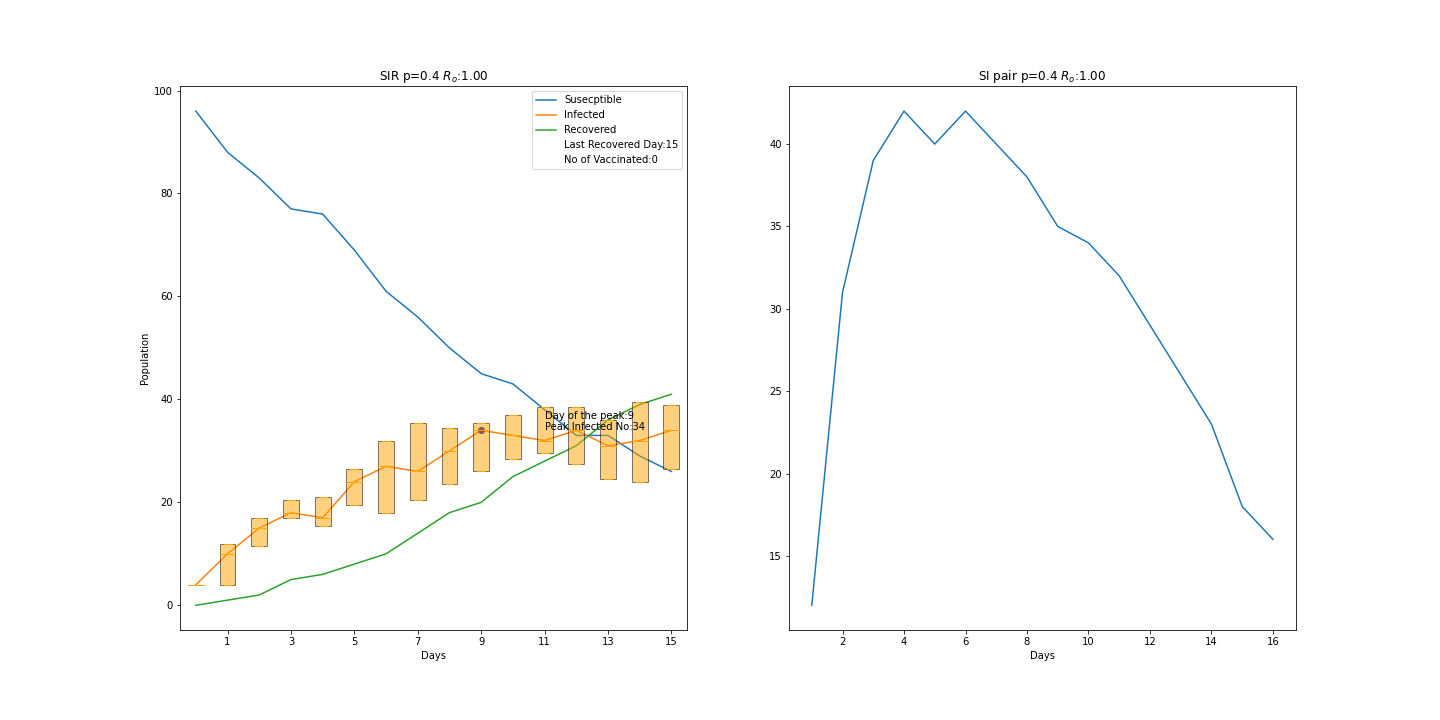 SIR p=0.4 Rₒ:1.00
Susecptible
Infected
Recovered
Last Recovered Day:15
No of Vaccinated:0
Population
100
80
60
40
20
0
Day of the peak:9
Peak Infected No:34
1 3 5 7 9 11 13 15
Days
SI pair p=0.4 Rₒ:1.00
40
35
30
25
20
15
2 4 6 8 10 12 14 16
Days